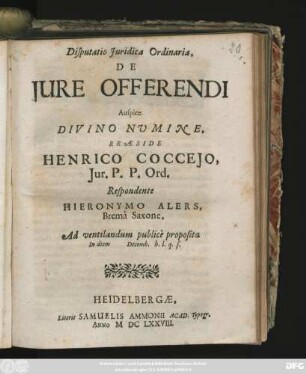 Disputatio Juridica Ordinaria,
DE
JURE OFFERENDI
Auspice
DIVINO NVMINE,
PRÆSIDE
HENRICO COCCEJO,
Jur. P. P. Ord.
Respondente
HIERONYMO ALERS,
Bremâ Saxone.
Ad ventilandum publicè proposita
In diem Decemb. h. l. q. s.
HEIDELBERGÆ,
Literis SAMUELIS AMMONII ACAD. Typogr.
ANNO M DC LXXVIII.